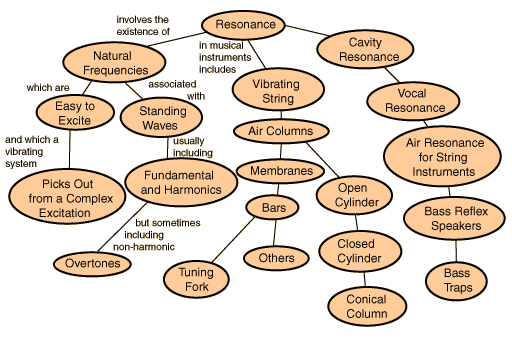 Resonance
involves the
existence of
in musical
instruments
includes
Cavity
Resonance
Natural
Frequencies
which are
associated
with
Vibrating
String
Vocal
Resonance
Easy to
Excite
Standing
Waves
Air Columns
and which a
vibrating
system
usually
including
Air Resonance
for String
Instruments
Membranes
Picks Out
from a Complex
Excitation
Fundamental
and Harmonics
Open
Cylinder
Bars
Bass Reflex
Speakers
but sometimes
including
non-harmonic
Overtones
Tuning
Fork
Others
Closed
Cylinder
Bass
Traps
Conical
Column